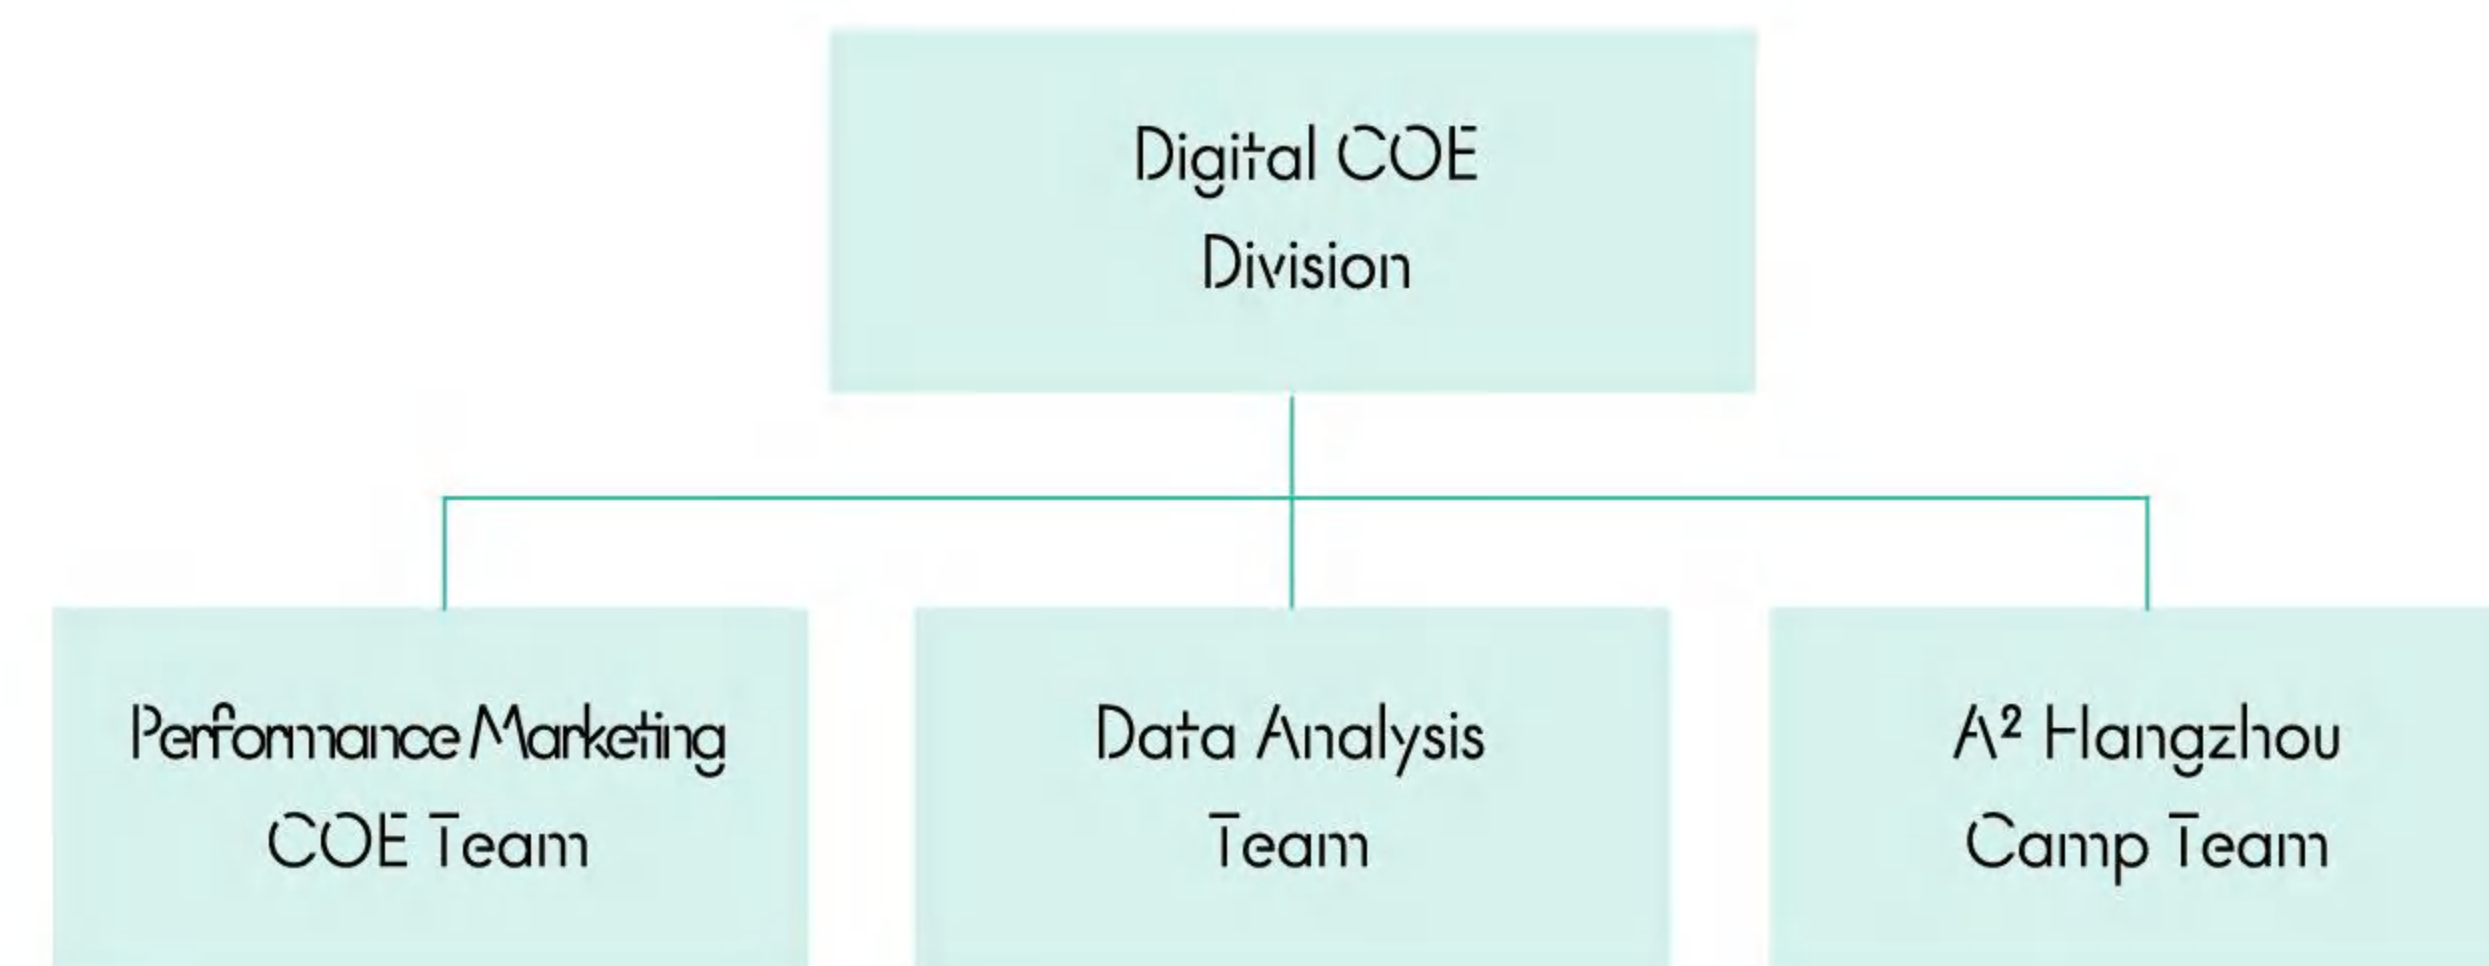 Digital COE
Division
Performance Marketing
COE Team
Data Analysis
Team
A² Hangzhou
Camp Team